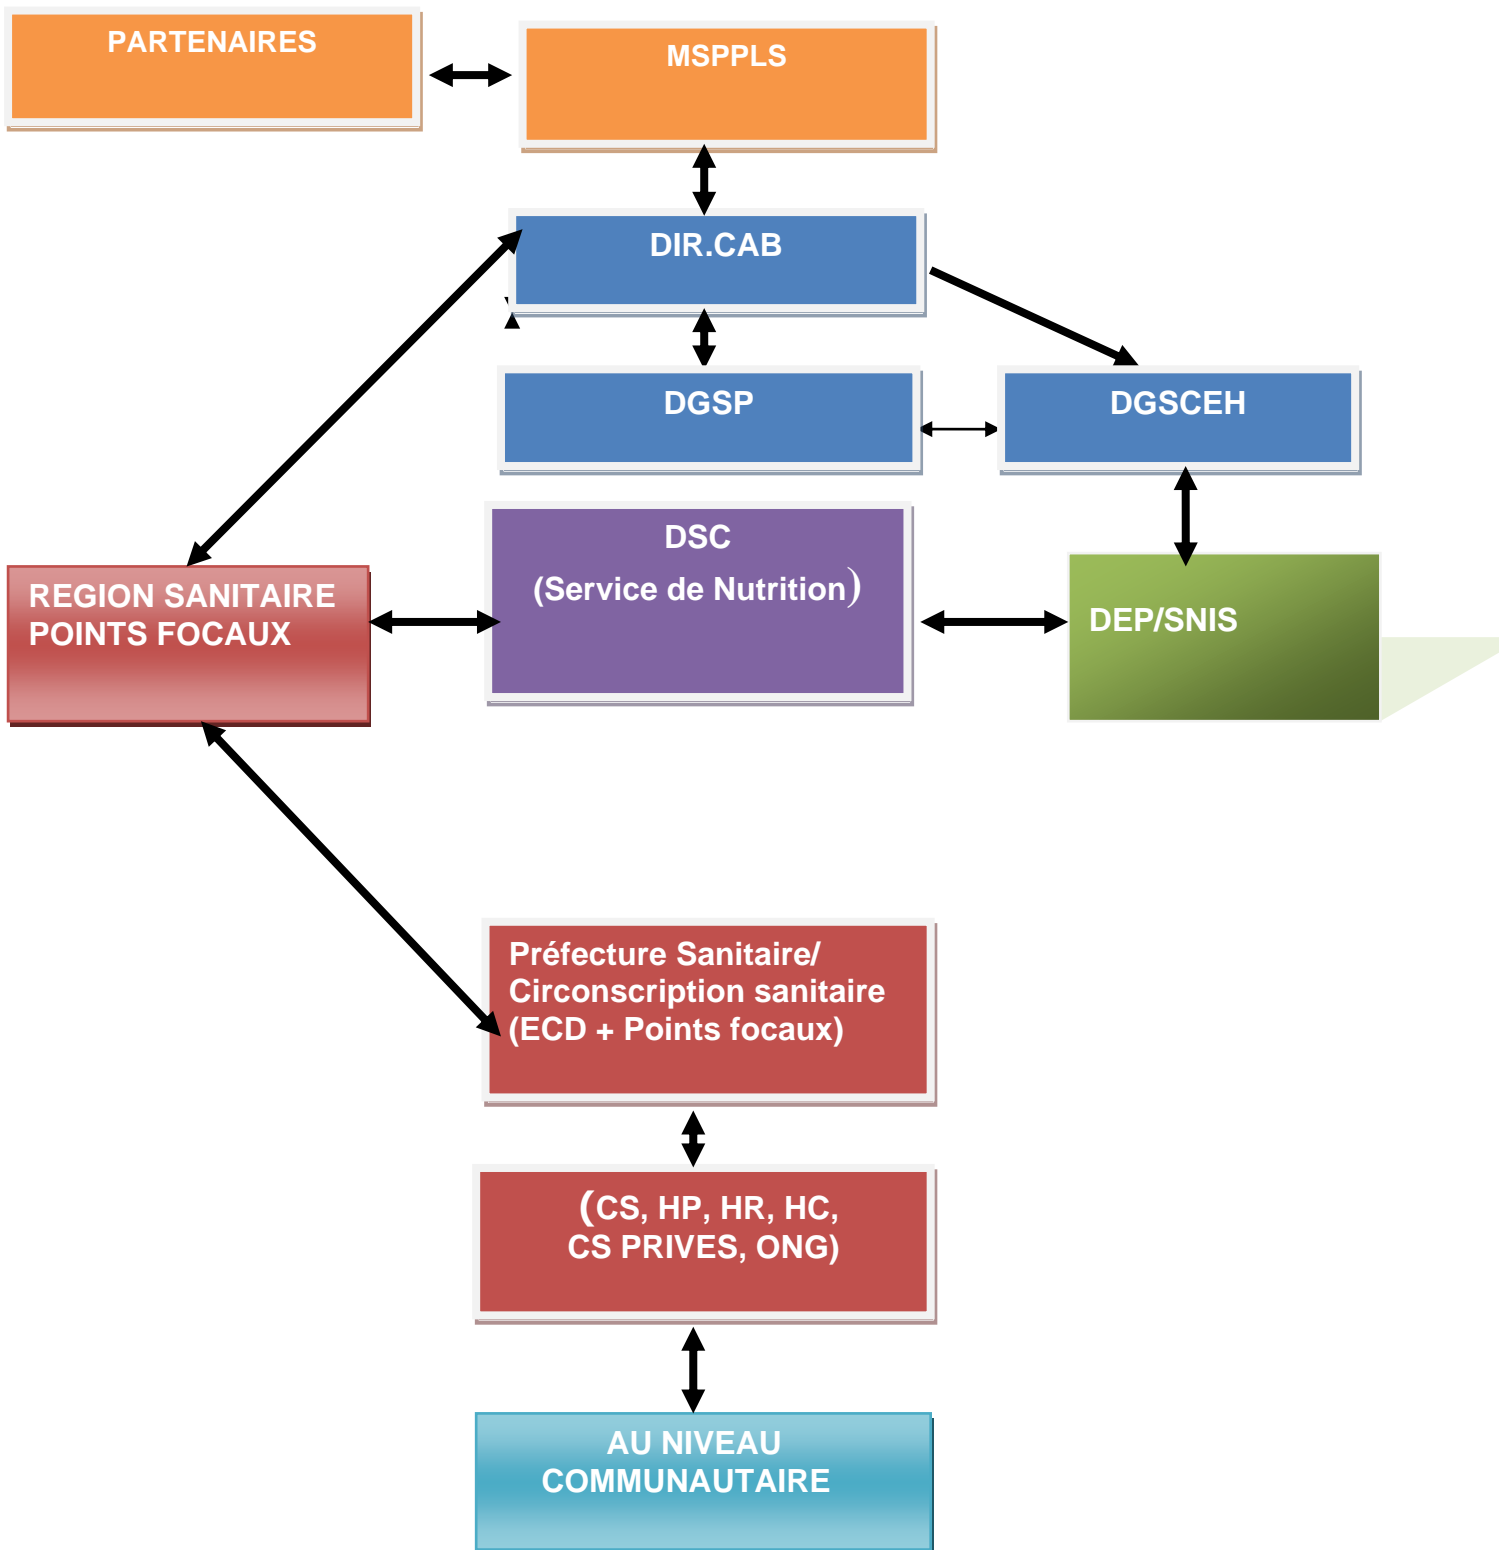 PARTENAIRES
MSPPLS
DIR.CAB
DGSP
DGSCEH
DSC
(Service de Nutrition)
REGION SANITAIRE
POINTS FOCAUX
DEP/SNIS
Préfecture Sanitaire/
Circonscription sanitaire
(ECD + Points focaux)
(CS, HP, HR, HC,
CS PRIVES, ONG)
AU NIVEAU
COMMUNAUTAIRE